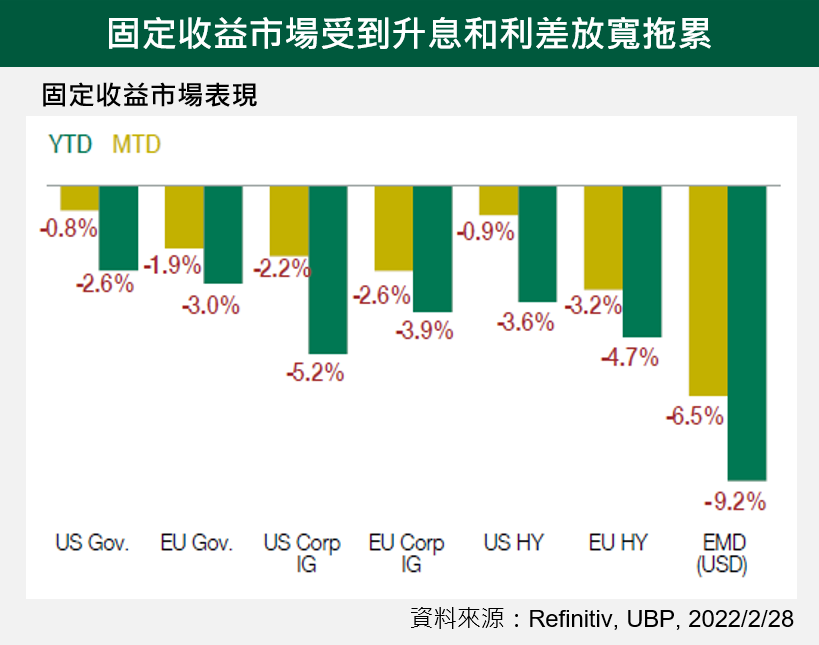 固定收益市場受到升息和利差放寬拖累
固定收益市場表現
YTD MTD
-0.8%
-2.6%
-1.9%
-3.0%
-2.2%
-5.2%
-2.6%
-3.9%
-0.9%
-3.6%
-3.2%
-4.7%
-6.5%
-9.2%
US Gov.
EU Gov.
US Corp
IG
EU Corp
IG
US HY
EU HY
EMD
(USD)
資料來源：Refinitiv, UBP, 2022/2/28